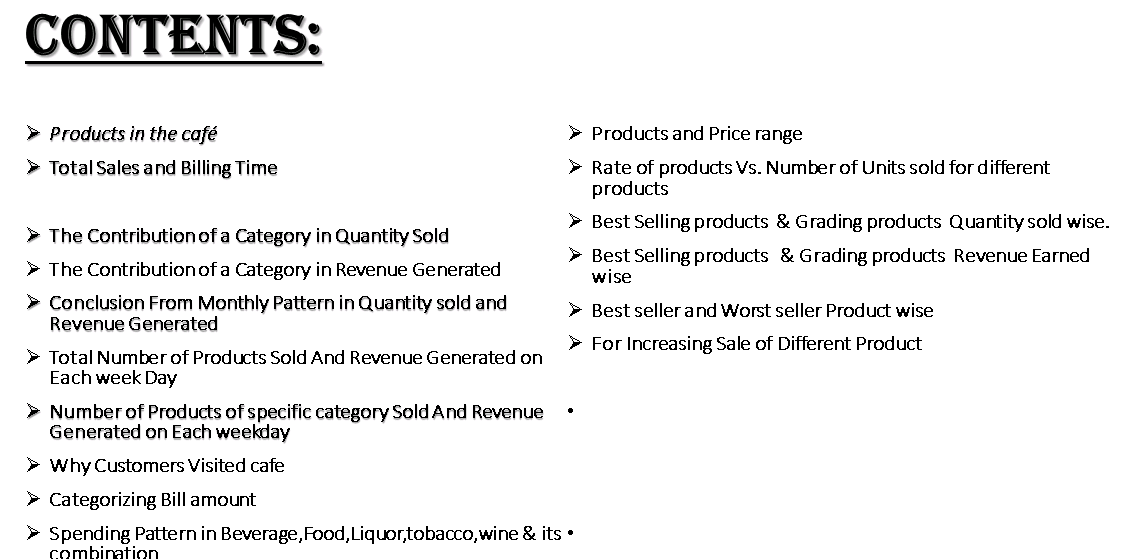 CONTENTS:
➢ Products in the café
➢ Total Sales and Billing Time
➢ The Contribution of a Category in Quantity Sold
➢ The Contribution of a Category in Revenue Generated
➢ Conclusion From Monthly Pattern in Quantity sold and
Revenue Generated
➢ Total Number of Products Sold And Revenue Generated on
Each week Day
➢ Number of Products of specific category Sold And Revenue
Generated on Each weekday
➢ Why Customers Visited cafe
➢ Categorizing Bill amount
➢ Spending Pattern in Beverage,Food,Liquor,tobacco,wine & its
combination
➢ Products and Price range
➢ Rate of products Vs. Number of Units sold for different
products
➢ Best Selling products & Grading products Quantity sold wise.
➢ Best Selling products & Grading products Revenue Earned
wise
➢ Best seller and Worst seller Product wise
➢ For Increasing Sale of Different Product
•
•